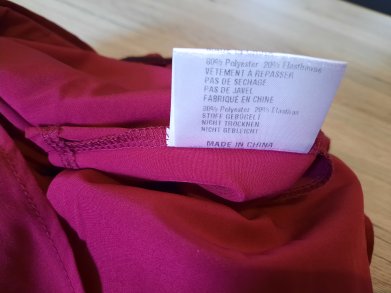 80% Polyester 20% Elasthanne
VETEMENT A REPASSER
PAS DE SECHAGE
PAS DE JAVEL
FABRIQUÉ EN CHINE
80% Polyester 20% Elasthan
STOFF GEBÜGELT
NICHT TROCKNEN
NICHT GEBLEICHT
MADE IN CHINA